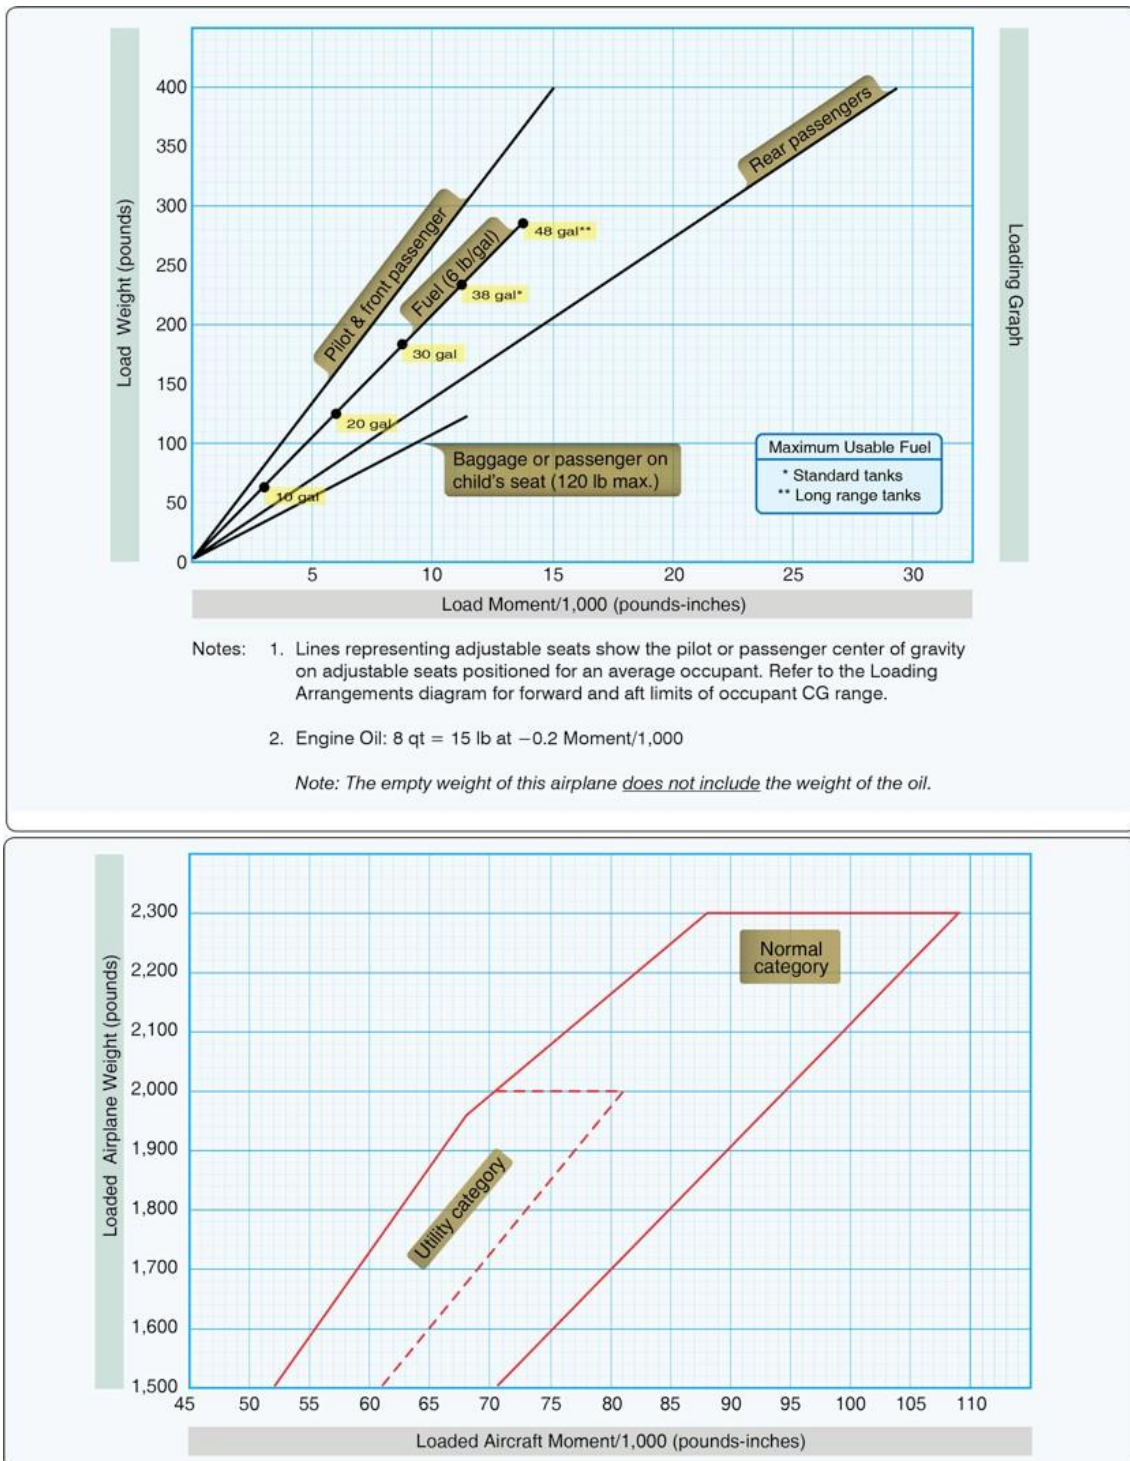 Load Weight (pounds)
400
350
300
250
200
150
100
50
0
Pilot & front passenger
Fuel (6 lb/gal)
Rear passengers
48 gal**
38 gal*
30 gal
20 gal
10 gal
Baggage or passenger on
child's seat (120 lb max.)
Maximum Usable Fuel
* Standard tanks
** Long range tanks
Loading Graph
5 10 15 20 25 30
Load Moment/1,000 (pounds-inches)
Notes: 1. Lines representing adjustable seats show the pilot or passenger center of gravity
on adjustable seats positioned for an average occupant. Refer to the Loading
Arrangements diagram for forward and aft limits of occupant CG range.
2. Engine Oil: 8 qt = 15 lb at −0.2 Moment/1,000
Note: The empty weight of this airplane does not include the weight of the oil.
Loaded Airplane Weight (pounds)
2,300
2,200
2,100
2,000
1,900
1,800
1,700
1,600
1,500
Normal
category
Utility category
45 50 55 60 65 70 75 80 85 90 95 100 105 110
Loaded Aircraft Moment/1,000 (pounds-inches)